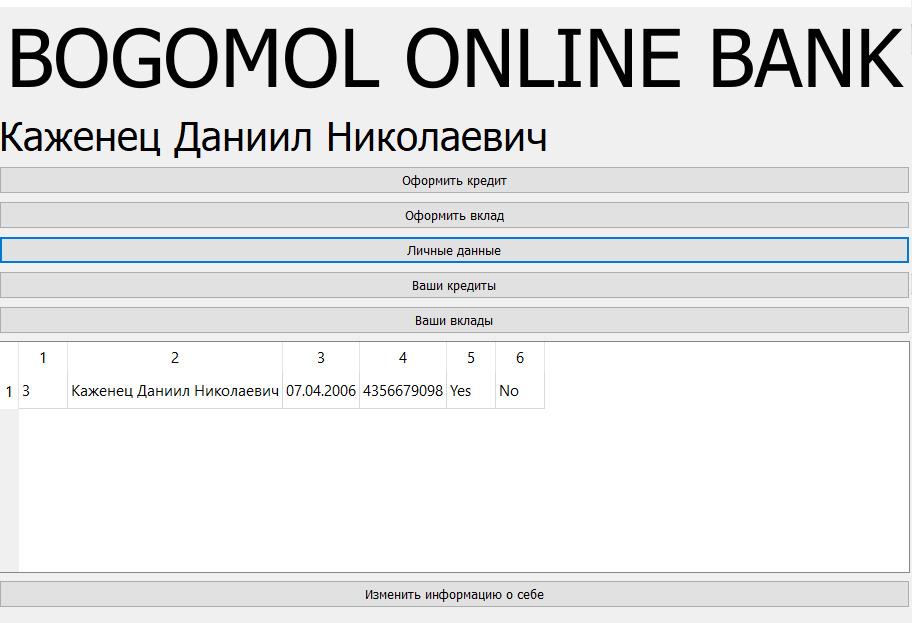 BOGOMOL ONLINE BANK
Каженец Даниил Николаевич
Оформить кредит
Оформить вклад
Личные данные
Ваши кредиты
Ваши вклады
1 2 3 4 5 6
1 3 Каженец Даниил Николаевич 07.04.2006 4356679098 Yes No
Изменить информацию о себе